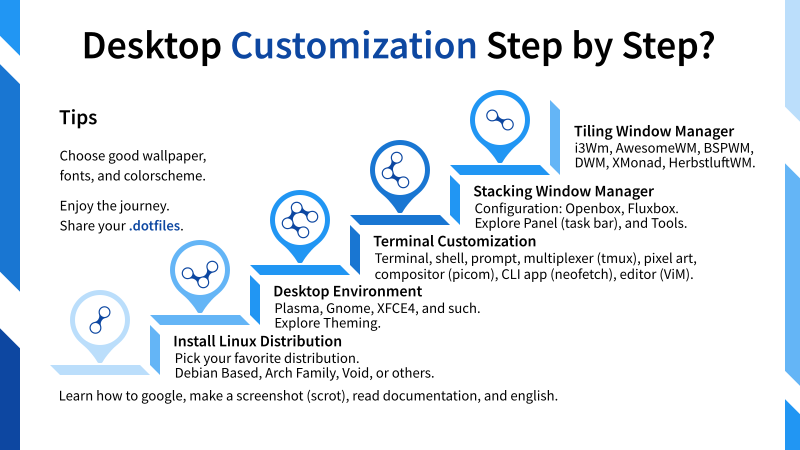 Desktop Customization Step by Step?
Tips
Choose good wallpaper,
fonts, and colorscheme.
Enjoy the journey.
Share your .dotfiles.
Tiling Window Manager
i3Wm, AwesomeWM, BSPWM,
DWM, XMonad, HerbstluftWM.
Stacking Window Manager
Configuration: Openbox, Fluxbox.
Explore Panel (task bar), and Tools.
Terminal Customization
Terminal, shell, prompt, multiplexer (tmux), pixel art,
compositor (picom), CLI app (neofetch), editor (ViM).
Desktop Environment
Plasma, Gnome, XFCE4, and such.
Explore Theming.
Install Linux Distribution
Pick your favorite distribution.
Debian Based, Arch Family, Void, or others.
Learn how to google, make a screenshot (scrot), read documentation, and english.